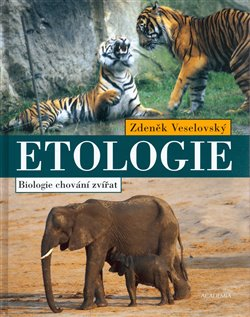 Zdeněk Veselovský
ETOLOGIE
Biologie chování zvířat
ACADEMIA